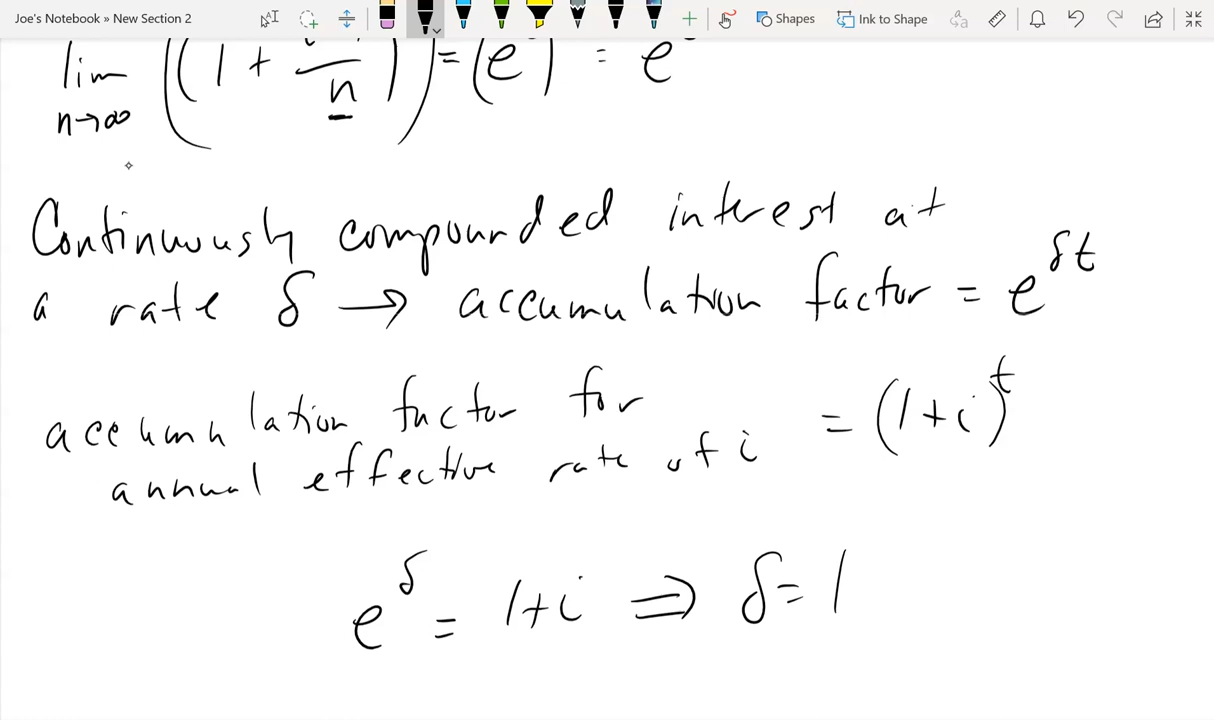 Joe's Notebook » New Section 2
Shapes
Ink to Shape
lim ((1 + — / n)) = (e ) = e
n→∞
Continuously compounded interest at
a rate δ → accumulation factor = e^δt
accumulation factor for
annual effective rate of i = (1+i)^t
e^δ = 1+i ⇒ δ = l